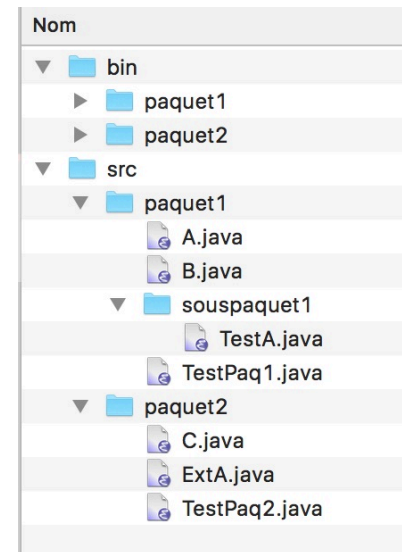 Nom
bin
paquet1
paquet2
src
paquet1
A.java
B.java
souspaquet1
TestA.java
TestPaq1.java
paquet2
C.java
ExtA.java
TestPaq2.java